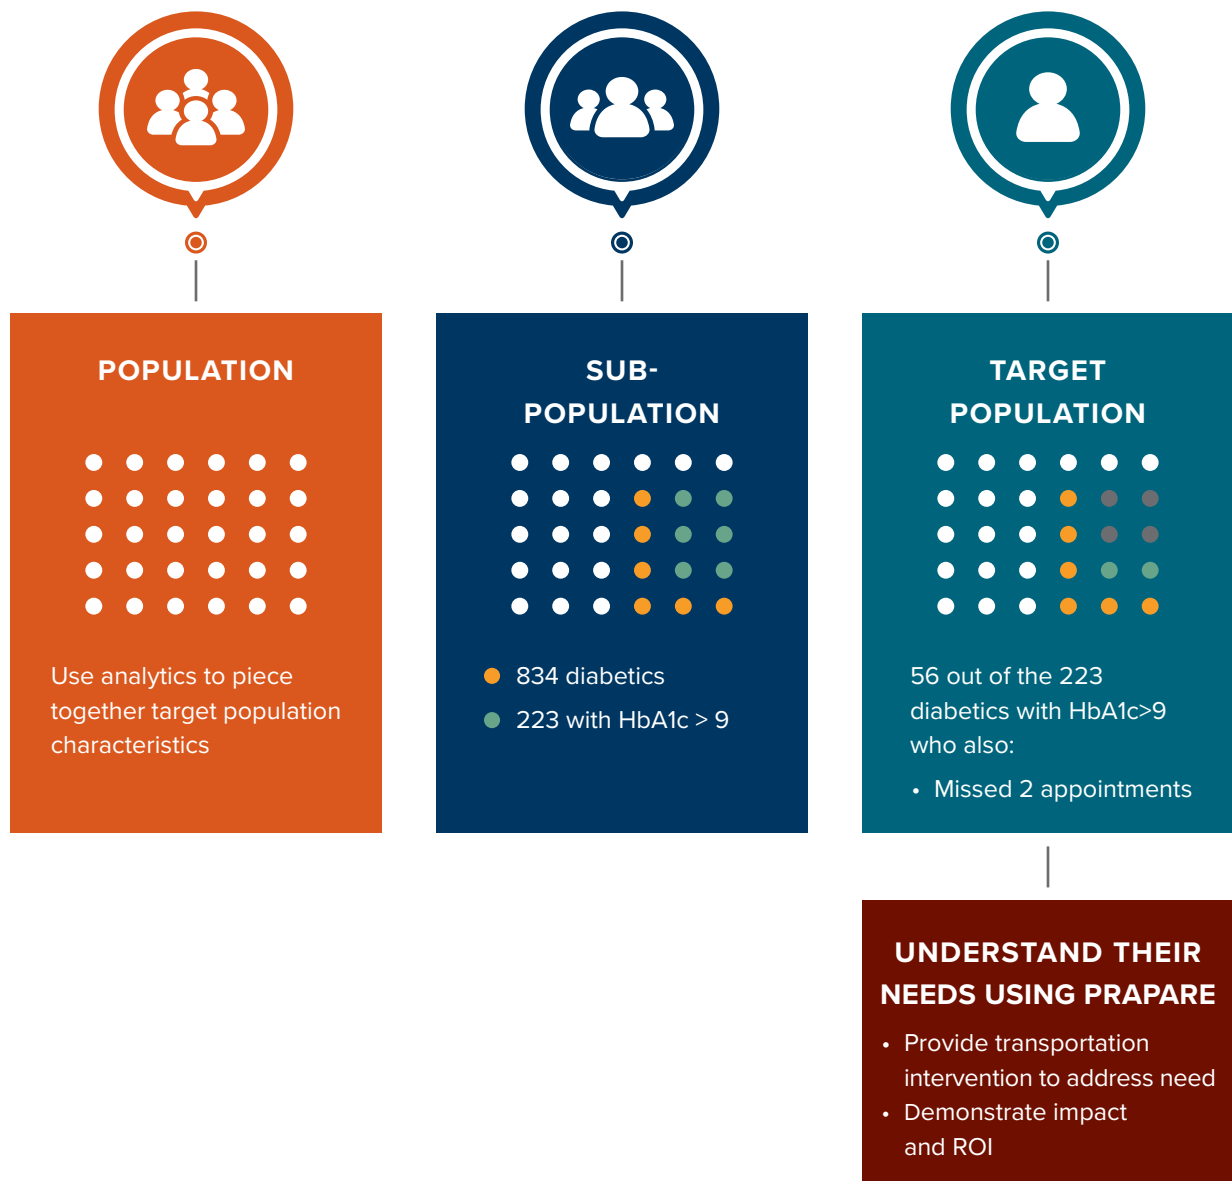 POPULATION
Use analytics to piece
together target population
characteristics
SUB-
POPULATION
834 diabetics
223 with HbA1c > 9
TARGET
POPULATION
56 out of the 223
diabetics with HbA1c>9
who also:
• Missed 2 appointments
UNDERSTAND THEIR
NEEDS USING PRAPARE
• Provide transportation
intervention to address need
• Demonstrate impact
and ROI